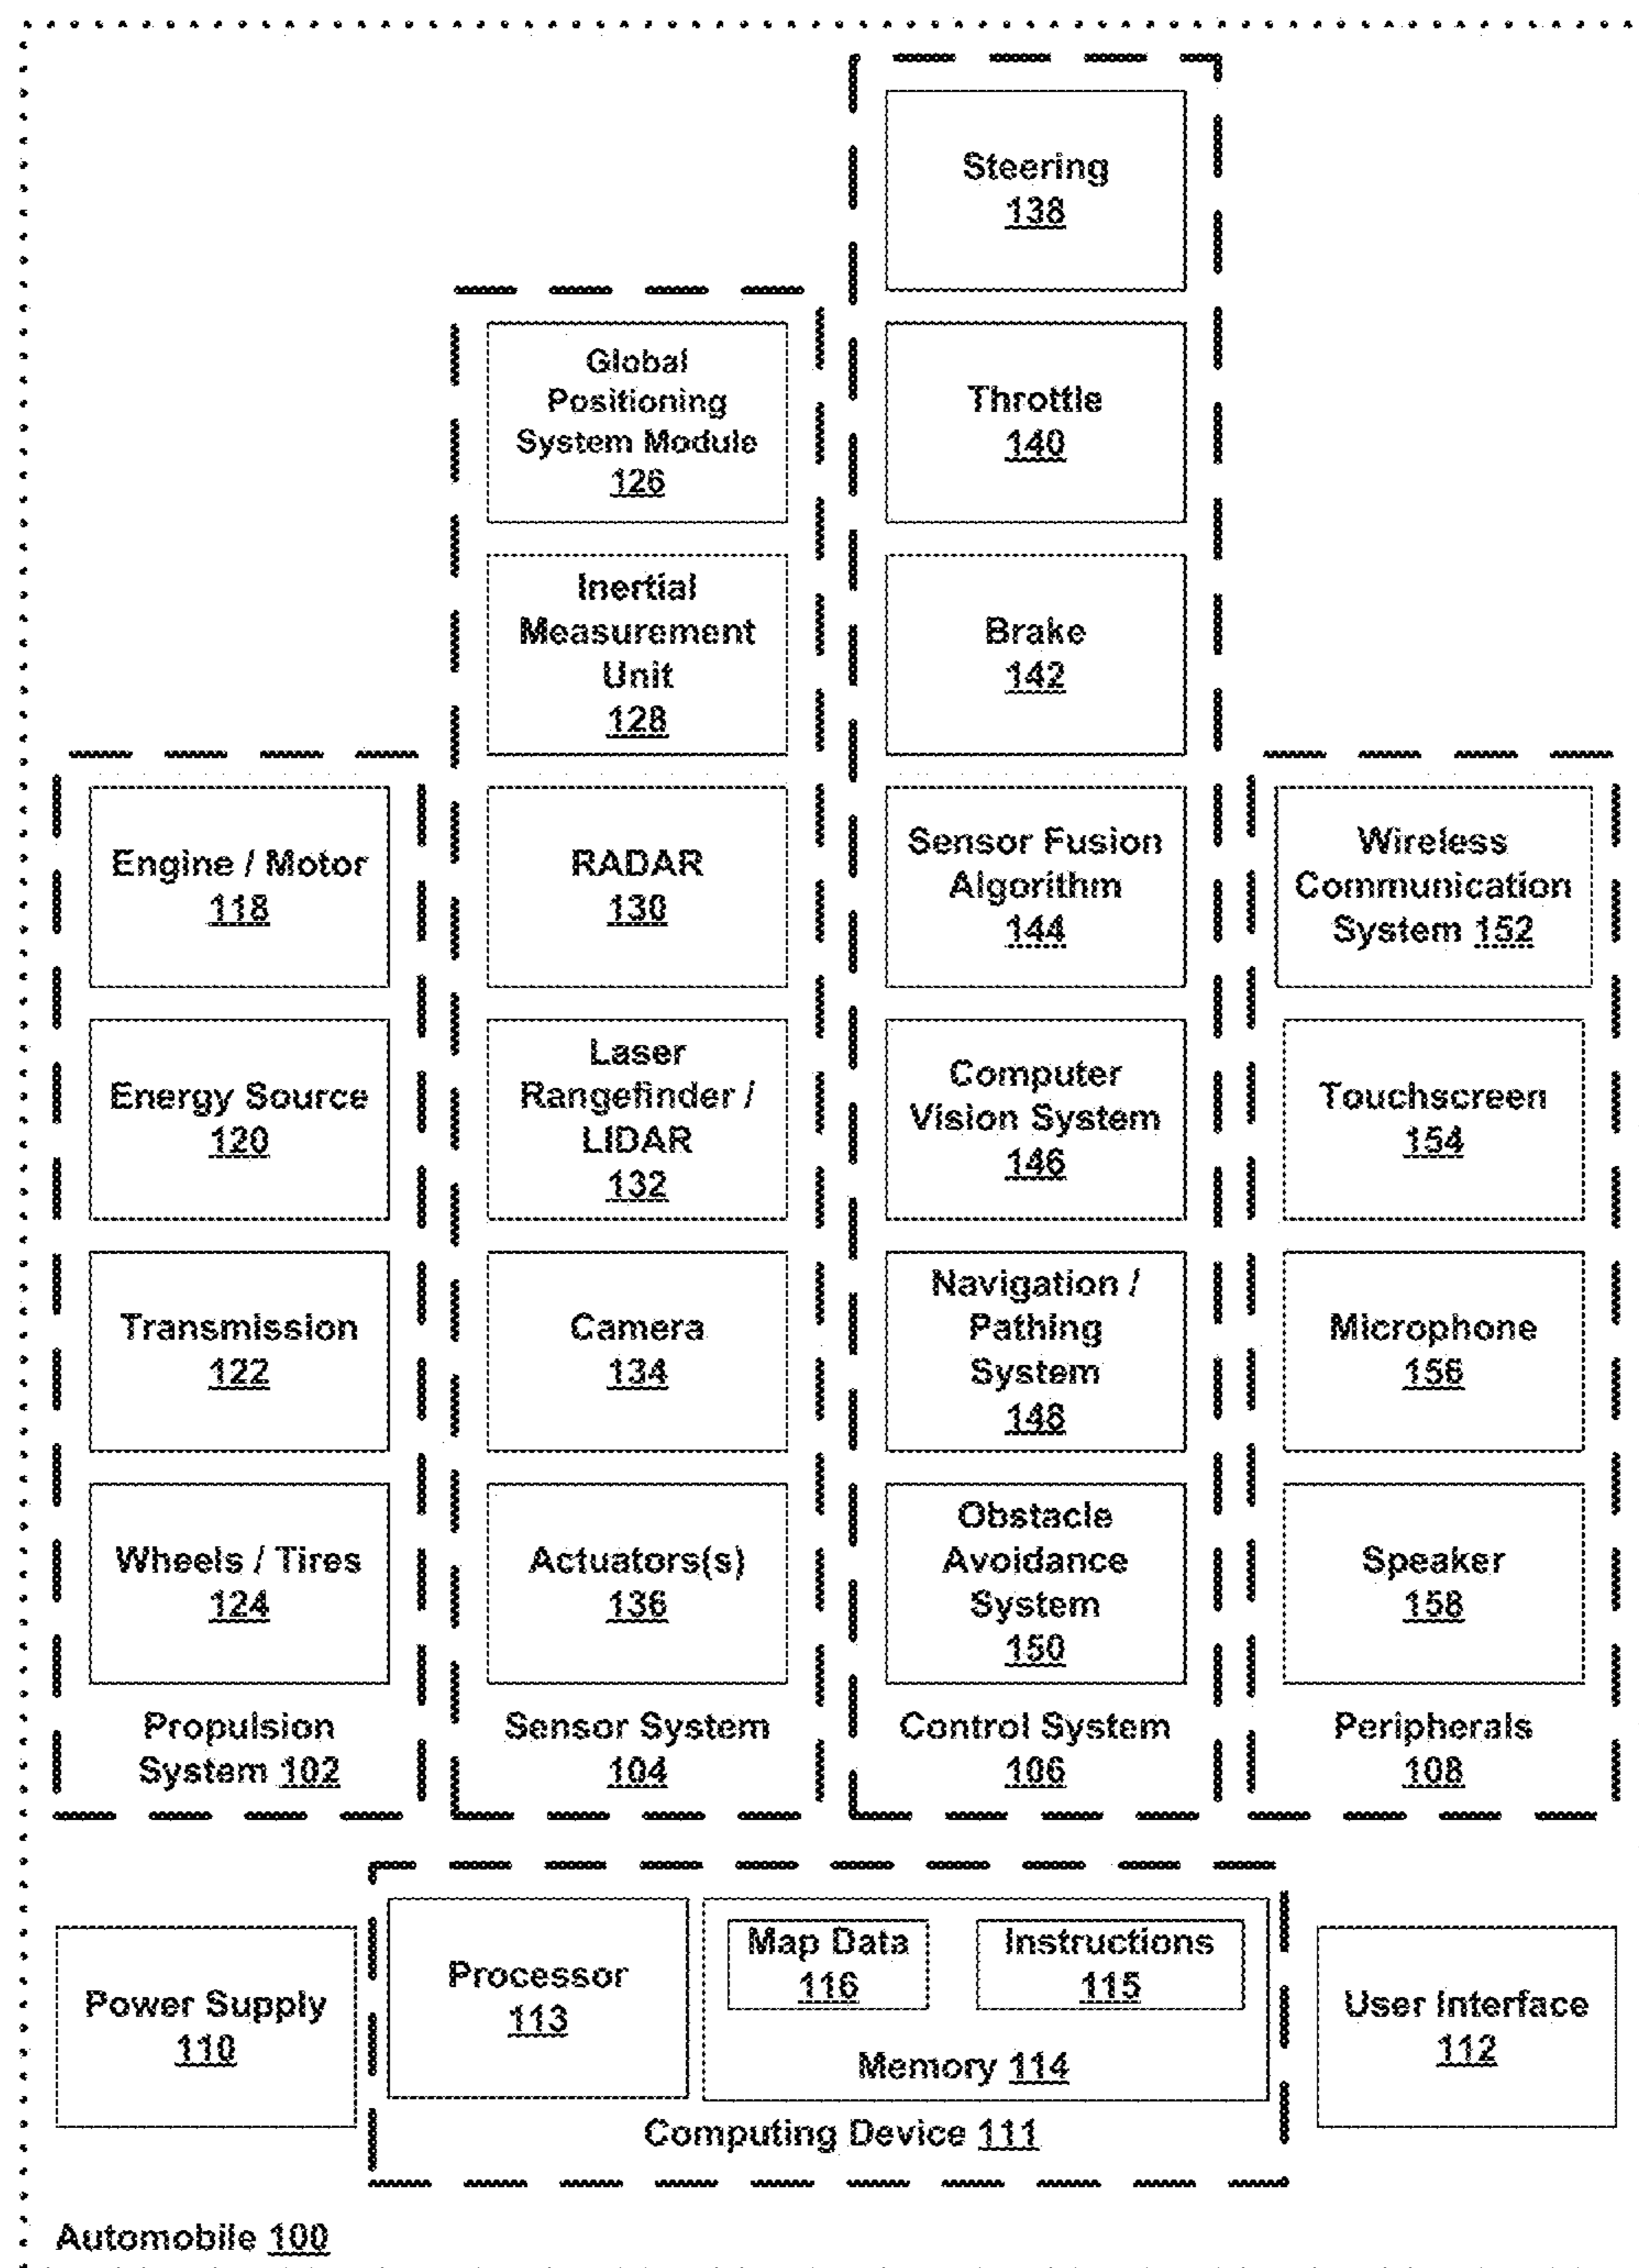 Steering
138
Throttle
140
Brake
142
Sensor Fusion
Algorithm
144
Computer
Vision System
146
Navigation /
Pathing
System
148
Obstacle
Avoidance
System
150
Control System
106
Global
Positioning
System Module
126
Inertial
Measurement
Unit
128
RADAR
130
Laser
Rangefinder /
LIDAR
132
Camera
134
Actuators(s)
136
Sensor System
104
Engine / Motor
118
Energy Source
120
Transmission
122
Wheels / Tires
124
Propulsion
System 102
Wireless
Communication
System 152
Touchscreen
154
Microphone
156
Speaker
158
Peripherals
108
Power Supply
110
Processor
113
Map Data
116
Instructions
115
Memory 114
Computing Device 111
User Interface
112
Automobile 100